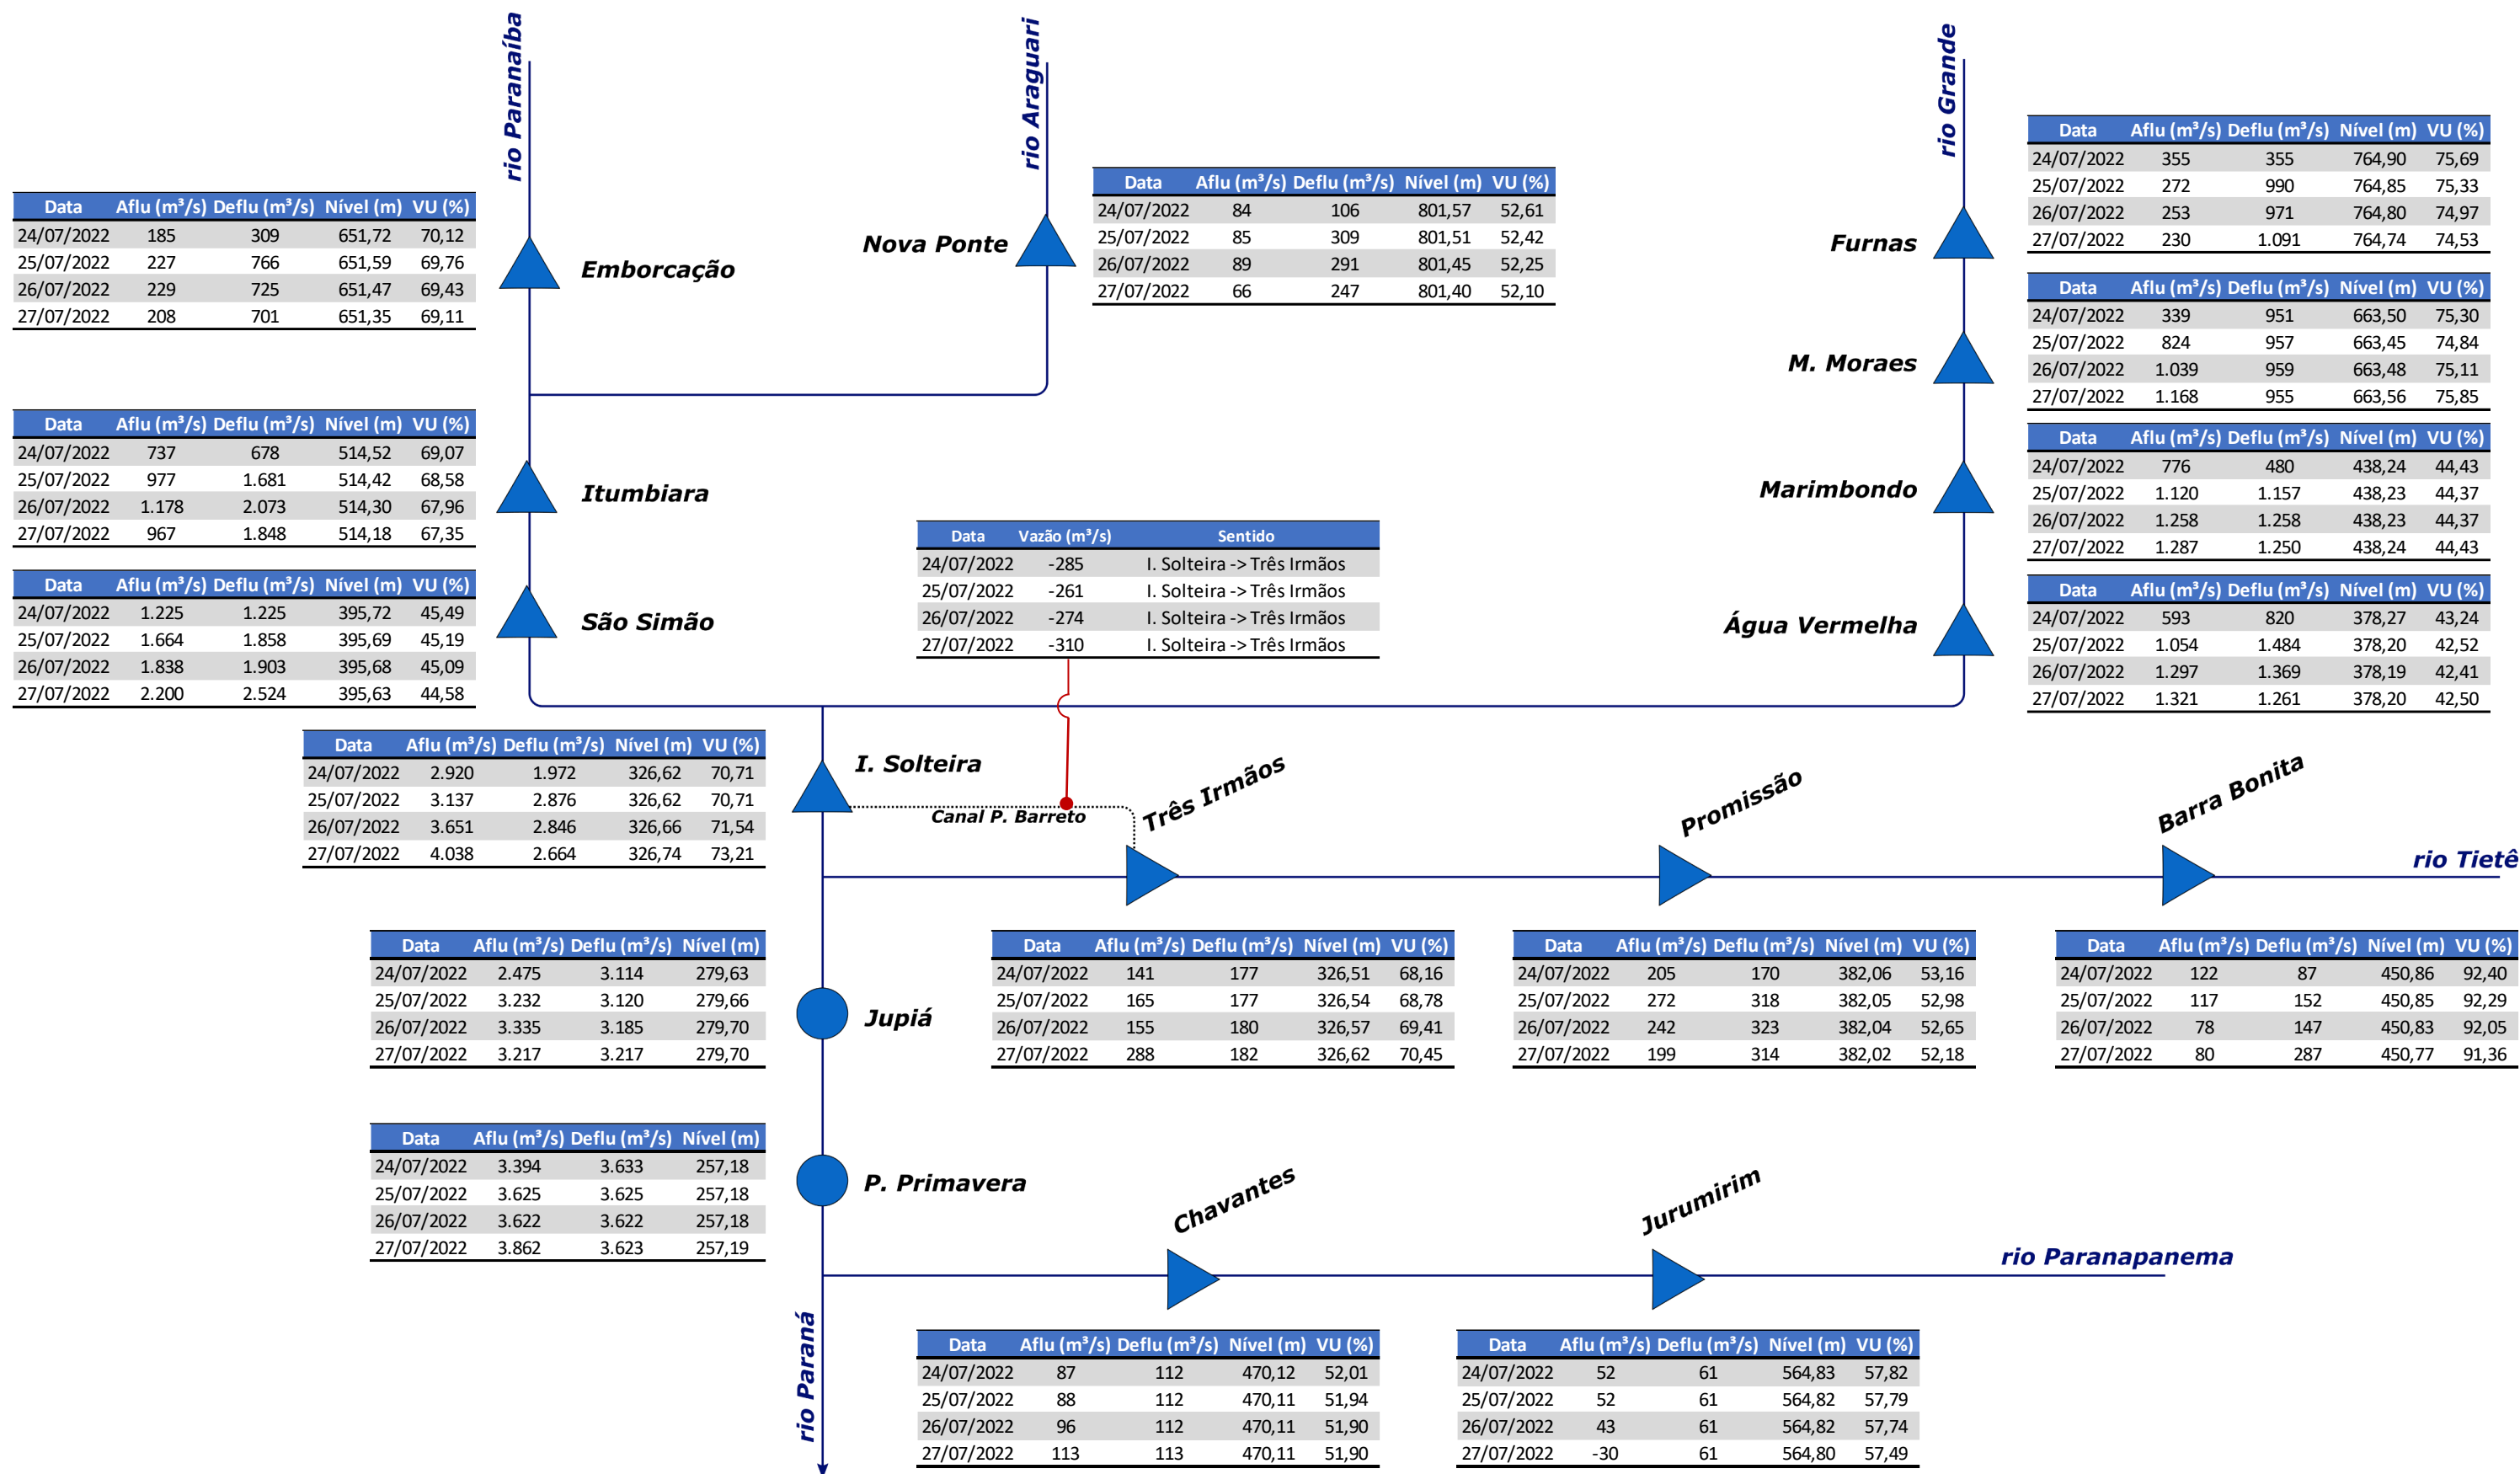 rio Paranaíba
rio Araguari
rio Grande
Data Aflu (m³/s) Deflu (m³/s) Nível (m) VU (%)
24/07/2022 185 309 651,72 70,12
25/07/2022 227 766 651,59 69,76
26/07/2022 229 725 651,47 69,43
27/07/2022 208 701 651,35 69,11
Emborcação
Nova Ponte
Data Aflu (m³/s) Deflu (m³/s) Nível (m) VU (%)
24/07/2022 84 106 801,57 52,61
25/07/2022 85 309 801,51 52,42
26/07/2022 89 291 801,45 52,25
27/07/2022 66 247 801,40 52,10
Furnas
Data Aflu (m³/s) Deflu (m³/s) Nível (m) VU (%)
24/07/2022 355 355 764,90 75,69
25/07/2022 272 990 764,85 75,33
26/07/2022 253 971 764,80 74,97
27/07/2022 230 1.091 764,74 74,53
M. Moraes
Data Aflu (m³/s) Deflu (m³/s) Nível (m) VU (%)
24/07/2022 339 951 663,50 75,30
25/07/2022 824 957 663,45 74,84
26/07/2022 1.039 959 663,48 75,11
27/07/2022 1.168 955 663,56 75,85
Data Aflu (m³/s) Deflu (m³/s) Nível (m) VU (%)
24/07/2022 737 678 514,52 69,07
25/07/2022 977 1.681 514,42 68,58
26/07/2022 1.178 2.073 514,30 67,96
27/07/2022 967 1.848 514,18 67,35
Itumbiara
Marimbondo
Data Aflu (m³/s) Deflu (m³/s) Nível (m) VU (%)
24/07/2022 776 480 438,24 44,43
25/07/2022 1.120 1.157 438,23 44,37
26/07/2022 1.258 1.258 438,23 44,37
27/07/2022 1.287 1.250 438,24 44,43
Data Aflu (m³/s) Deflu (m³/s) Nível (m) VU (%)
24/07/2022 1.225 1.225 395,72 45,49
25/07/2022 1.664 1.858 395,69 45,19
26/07/2022 1.838 1.903 395,68 45,09
27/07/2022 2.200 2.524 395,63 44,58
São Simão
Data Vazão (m³/s) Sentido
24/07/2022 -285 I. Solteira -> Três Irmãos
25/07/2022 -261 I. Solteira -> Três Irmãos
26/07/2022 -274 I. Solteira -> Três Irmãos
27/07/2022 -310 I. Solteira -> Três Irmãos
Água Vermelha
Data Aflu (m³/s) Deflu (m³/s) Nível (m) VU (%)
24/07/2022 593 820 378,27 43,24
25/07/2022 1.054 1.484 378,20 42,52
26/07/2022 1.297 1.369 378,19 42,41
27/07/2022 1.321 1.261 378,20 42,50
Data Aflu (m³/s) Deflu (m³/s) Nível (m) VU (%)
24/07/2022 2.920 1.972 326,62 70,71
25/07/2022 3.137 2.876 326,62 70,71
26/07/2022 3.651 2.846 326,66 71,54
27/07/2022 4.038 2.664 326,74 73,21
I. Solteira
Canal P. Barreto
Três Irmãos
Promissão
Barra Bonita
rio Tietê
Data Aflu (m³/s) Deflu (m³/s) Nível (m)
24/07/2022 2.475 3.114 279,63
25/07/2022 3.232 3.120 279,66
26/07/2022 3.335 3.185 279,70
27/07/2022 3.217 3.217 279,70
Jupiá
Data Aflu (m³/s) Deflu (m³/s) Nível (m) VU (%)
24/07/2022 141 177 326,51 68,16
25/07/2022 165 177 326,54 68,78
26/07/2022 155 180 326,57 69,41
27/07/2022 288 182 326,62 70,45
Data Aflu (m³/s) Deflu (m³/s) Nível (m) VU (%)
24/07/2022 205 170 382,06 53,16
25/07/2022 272 318 382,05 52,98
26/07/2022 242 323 382,04 52,65
27/07/2022 199 314 382,02 52,18
Data Aflu (m³/s) Deflu (m³/s) Nível (m) VU (%)
24/07/2022 122 87 450,86 92,40
25/07/2022 117 152 450,85 92,29
26/07/2022 78 147 450,83 92,05
27/07/2022 80 287 450,77 91,36
Data Aflu (m³/s) Deflu (m³/s) Nível (m)
24/07/2022 3.394 3.633 257,18
25/07/2022 3.625 3.625 257,18
26/07/2022 3.622 3.622 257,18
27/07/2022 3.862 3.623 257,19
P. Primavera
Chavantes
Jurumirim
rio Paranapanema
rio Paraná
Data Aflu (m³/s) Deflu (m³/s) Nível (m) VU (%)
24/07/2022 87 112 470,12 52,01
25/07/2022 88 112 470,11 51,94
26/07/2022 96 112 470,11 51,90
27/07/2022 113 113 470,11 51,90
Data Aflu (m³/s) Deflu (m³/s) Nível (m) VU (%)
24/07/2022 52 61 564,83 57,82
25/07/2022 52 61 564,82 57,79
26/07/2022 43 61 564,82 57,74
27/07/2022 -30 61 564,80 57,49